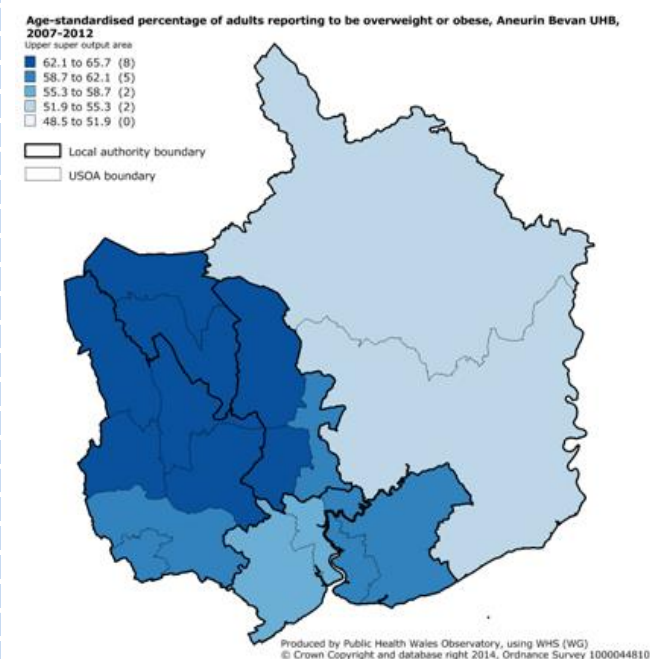 Age-standardised percentage of adults reporting to be overweight or obese, Aneurin Bevan UHB,
2007-2012
Upper super output area
62.1 to 65.7 (8)
58.7 to 62.1 (5)
55.3 to 58.7 (2)
51.9 to 55.3 (2)
48.5 to 51.9 (0)
Local authority boundary
USOA boundary
Produced by Public Health Wales Observatory, using WHS (WG)
© Crown Copyright and database right 2014, Ordnance Survey 1000044810